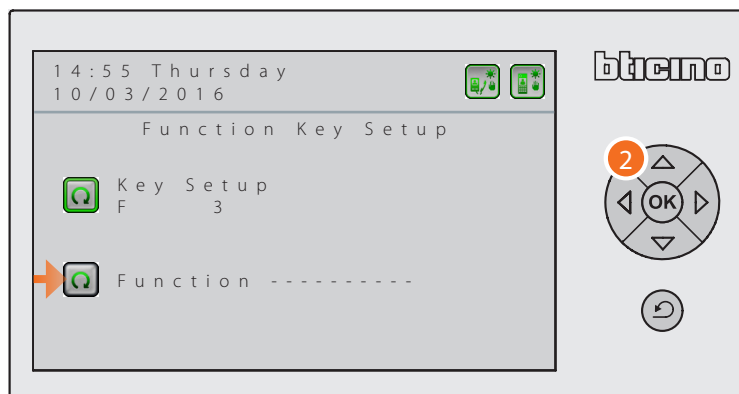 14:55 Thursday
10/03/2016
bticino
Function Key Setup
Key Setup
F 3
Function ----------
2
OK